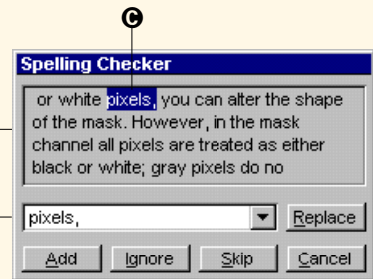 C
Spelling Checker
or white pixels, you can alter the shape
of the mask. However, in the mask
channel all pixels are treated as either
black or white; gray pixels do no
pixels,
Replace
Add Ignore Skip Cancel